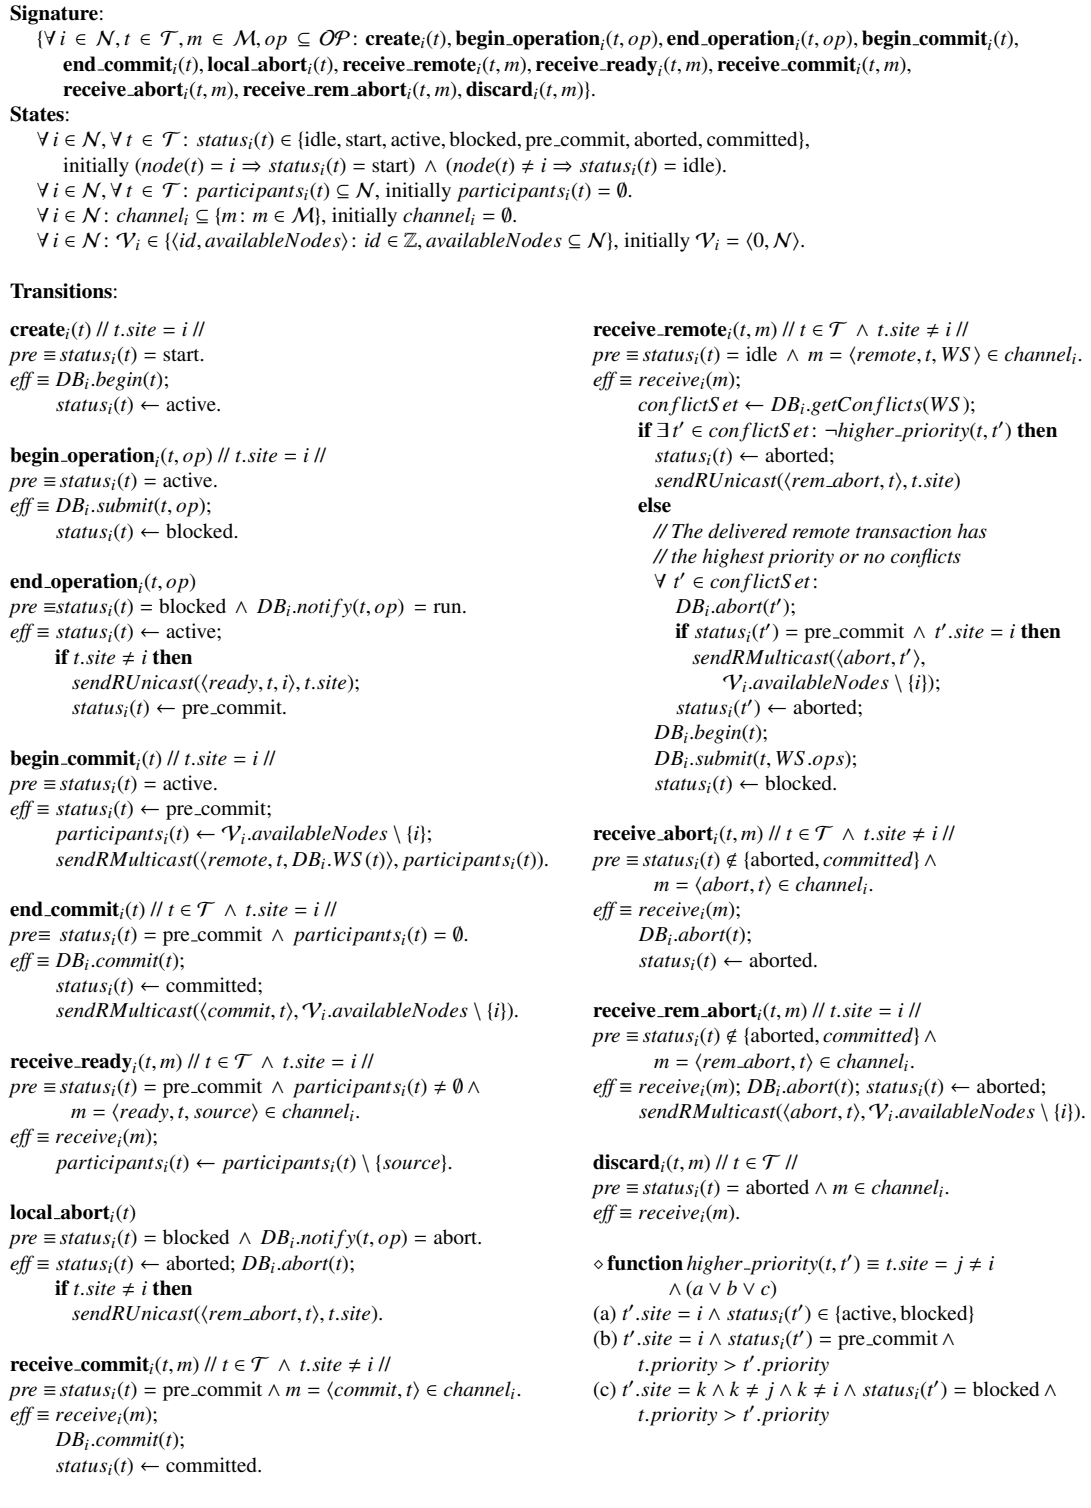 Signature:
{∀ i ∈ N, t ∈ T, m ∈ M, op ⊆ OP: create_i(t), begin_operation_i(t, op), end_operation_i(t, op), begin_commit_i(t),
end_commit_i(t), local_abort_i(t), receive_remote_i(t, m), receive_ready_i(t, m), receive_commit_i(t, m),
receive_abort_i(t, m), receive_rem_abort_i(t, m), discard_i(t, m)}.
States:
∀ i ∈ N, ∀ t ∈ T: status_i(t) ∈ {idle, start, active, blocked, pre_commit, aborted, committed},
initially (node(t) = i ⇒ status_i(t) = start) ∧ (node(t) ≠ i ⇒ status_i(t) = idle).
∀ i ∈ N, ∀ t ∈ T: participants_i(t) ⊆ N, initially participants_i(t) = ∅.
∀ i ∈ N: channel_i ⊆ {m: m ∈ M}, initially channel_i = ∅.
∀ i ∈ N: V_i ∈ {⟨id, availableNodes⟩: id ∈ ℤ, availableNodes ⊆ N}, initially V_i = ⟨0, N⟩.
Transitions:
create_i(t) // t.site = i //
pre ≡ status_i(t) = start.
eff ≡ DB_i.begin(t);
status_i(t) ← active.
begin_operation_i(t, op) // t.site = i //
pre ≡ status_i(t) = active.
eff ≡ DB_i.submit(t, op);
status_i(t) ← blocked.
end_operation_i(t, op)
pre ≡status_i(t) = blocked ∧ DB_i.notify(t, op) = run.
eff ≡ status_i(t) ← active;
if t.site ≠ i then
sendRUnicast(⟨ready, t, i⟩, t.site);
status_i(t) ← pre_commit.
begin_commit_i(t) // t.site = i //
pre ≡ status_i(t) = active.
eff ≡ status_i(t) ← pre_commit;
participants_i(t) ← V_i.availableNodes \ {i};
sendRMulticast(⟨remote, t, DB_i.WS(t)⟩, participants_i(t)).
end_commit_i(t) // t ∈ T ∧ t.site = i //
pre≡ status_i(t) = pre_commit ∧ participants_i(t) = ∅.
eff ≡ DB_i.commit(t);
status_i(t) ← committed;
sendRMulticast(⟨commit, t⟩, V_i.availableNodes \ {i}).
receive_ready_i(t, m) // t ∈ T ∧ t.site = i //
pre ≡ status_i(t) = pre_commit ∧ participants_i(t) ≠ ∅ ∧
m = ⟨ready, t, source⟩ ∈ channel_i.
eff ≡ receive_i(m);
participants_i(t) ← participants_i(t) \ {source}.
local_abort_i(t)
pre ≡ status_i(t) = blocked ∧ DB_i.notify(t, op) = abort.
eff ≡ status_i(t) ← aborted; DB_i.abort(t);
if t.site ≠ i then
sendRUnicast(⟨rem_abort, t⟩, t.site).
receive_commit_i(t, m) // t ∈ T ∧ t.site ≠ i //
pre ≡ status_i(t) = pre_commit ∧ m = ⟨commit, t⟩ ∈ channel_i.
eff ≡ receive_i(m);
DB_i.commit(t);
status_i(t) ← committed.
receive_remote_i(t, m) // t ∈ T ∧ t.site ≠ i //
pre ≡ status_i(t) = idle ∧ m = ⟨remote, t, WS⟩ ∈ channel_i.
eff ≡ receive_i(m);
conflictSet ← DB_i.getConflicts(WS);
if ∃ t′ ∈ conflictSet: ¬higher_priority(t, t′) then
status_i(t) ← aborted;
sendRUnicast(⟨rem_abort, t⟩, t.site)
else
// The delivered remote transaction has
// the highest priority or no conflicts
∀ t′ ∈ conflictSet:
DB_i.abort(t′);
if status_i(t′) = pre_commit ∧ t′.site = i then
sendRMulticast(⟨abort, t′⟩,
V_i.availableNodes \ {i});
status_i(t′) ← aborted;
DB_i.begin(t);
DB_i.submit(t, WS.ops);
status_i(t) ← blocked.
receive_abort_i(t, m) // t ∈ T ∧ t.site ≠ i //
pre ≡ status_i(t) ∉ {aborted, committed} ∧
m = ⟨abort, t⟩ ∈ channel_i.
eff ≡ receive_i(m);
DB_i.abort(t);
status_i(t) ← aborted.
receive_rem_abort_i(t, m) // t.site = i //
pre ≡ status_i(t) ∉ {aborted, committed} ∧
m = ⟨rem_abort, t⟩ ∈ channel_i.
eff ≡ receive_i(m); DB_i.abort(t); status_i(t) ← aborted;
sendRMulticast(⟨abort, t⟩, V_i.availableNodes \ {i}).
discard_i(t, m) // t ∈ T //
pre ≡ status_i(t) = aborted ∧ m ∈ channel_i.
eff ≡ receive_i(m).
⋄ function higher_priority(t, t′) ≡ t.site = j ≠ i
∧ (a ∨ b ∨ c)
(a) t′.site = i ∧ status_i(t′) ∈ {active, blocked}
(b) t′.site = i ∧ status_i(t′) = pre_commit ∧
t.priority > t′.priority
(c) t′.site = k ∧ k ≠ j ∧ k ≠ i ∧ status_i(t′) = blocked ∧
t.priority > t′.priority